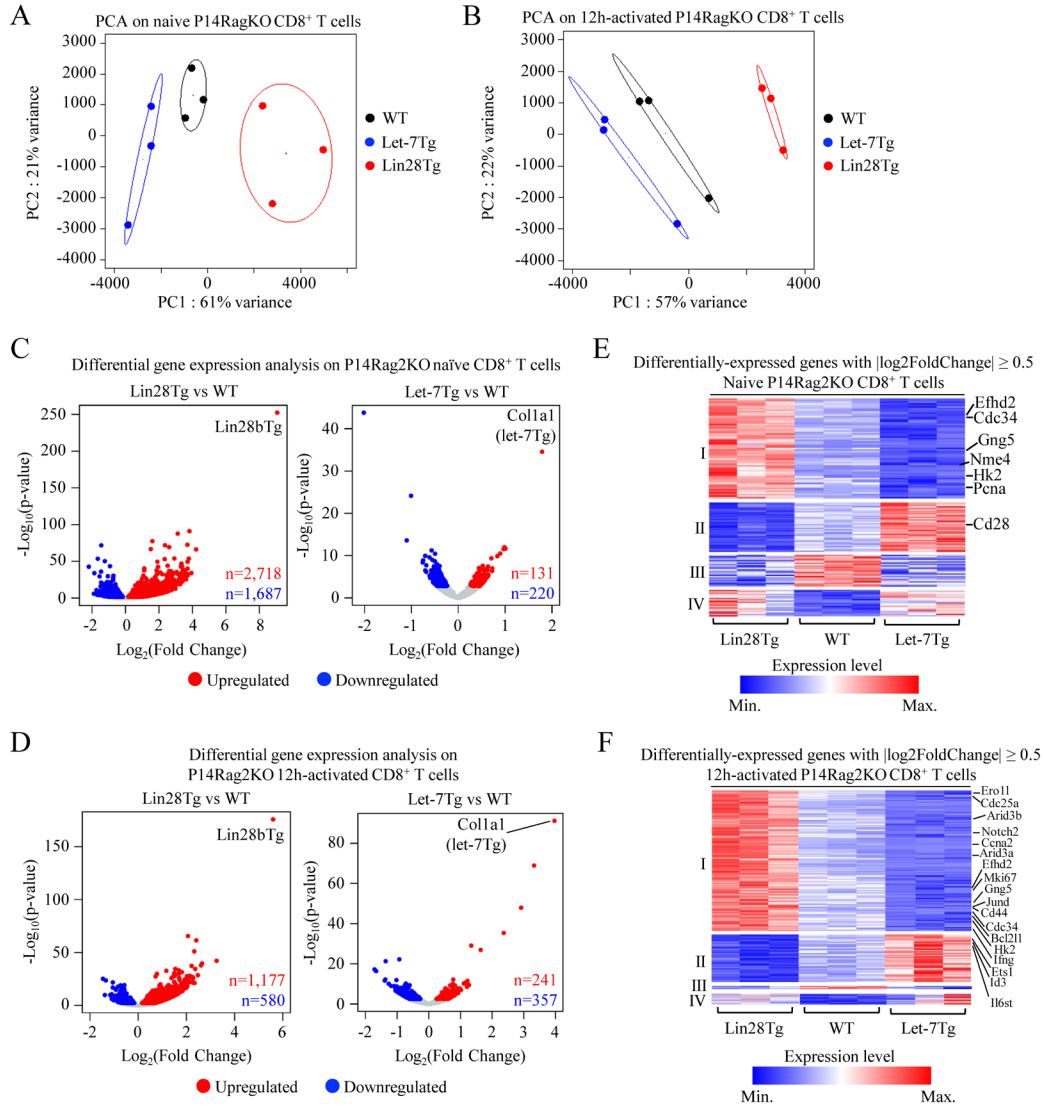 A
PCA on naive P14RagKO CD8⁺ T cells
3000
2000
1000
0
-1000
-2000
-3000
-4000
PC2 : 21% variance
-4000
0
4000
PC1 : 61% variance
WT
Let-7Tg
Lin28Tg
B
PCA on 12h-activated P14RagKO CD8⁺ T cells
3000
2000
1000
0
-1000
-2000
-3000
-4000
PC2 : 22% variance
-4000
0
4000
PC1 : 57% variance
WT
Let-7Tg
Lin28Tg
C
Differential gene expression analysis on P14Rag2KO naïve CD8⁺ T cells
Lin28Tg vs WT
250
200
150
100
50
0
-Log₁₀(p-value)
Lin28bTg
n=2,718
n=1,687
-2
0
2
4
6
8
Log₂(Fold Change)
Let-7Tg vs WT
40
30
20
10
0
-Log₁₀(p-value)
Col1a1
(let-7Tg)
n=131
n=220
-2
-1
0
1
2
Log₂(Fold Change)
Upregulated
Downregulated
D
Differential gene expression analysis on
P14Rag2KO 12h-activated CD8⁺ T cells
Lin28Tg vs WT
150
100
50
0
-Log₁₀(p-value)
Lin28bTg
n=1,177
n=580
-2
0
2
4
6
Log₂(Fold Change)
Let-7Tg vs WT
80
60
40
20
0
-Log₁₀(p-value)
Col1a1
(let-7Tg)
n=241
n=357
-2
-1
0
1
2
3
4
Log₂(Fold Change)
Upregulated
Downregulated
E
Differentially-expressed genes with |log2FoldChange| ≥ 0.5
Naive P14Rag2KO CD8⁺ T cells
I
II
III
IV
Efhd2
Cdc34
Gng5
Nme4
Hk2
Pcna
Cd28
Lin28Tg
WT
Let-7Tg
Expression level
Min.
Max.
F
Differentially-expressed genes with |log2FoldChange| ≥ 0.5
12h-activated P14Rag2KO CD8⁺ T cells
I
II
III
IV
Ero1l
Cdc25a
Arid3b
Notch2
Ccna2
Arid3a
Efhd2
Mki67
Gng5
Jund
Cd44
Cdc34
Bcl2l1
Hk2
Ifng
Ets1
Id3
Il6st
Lin28Tg
WT
Let-7Tg
Expression level
Min.
Max.